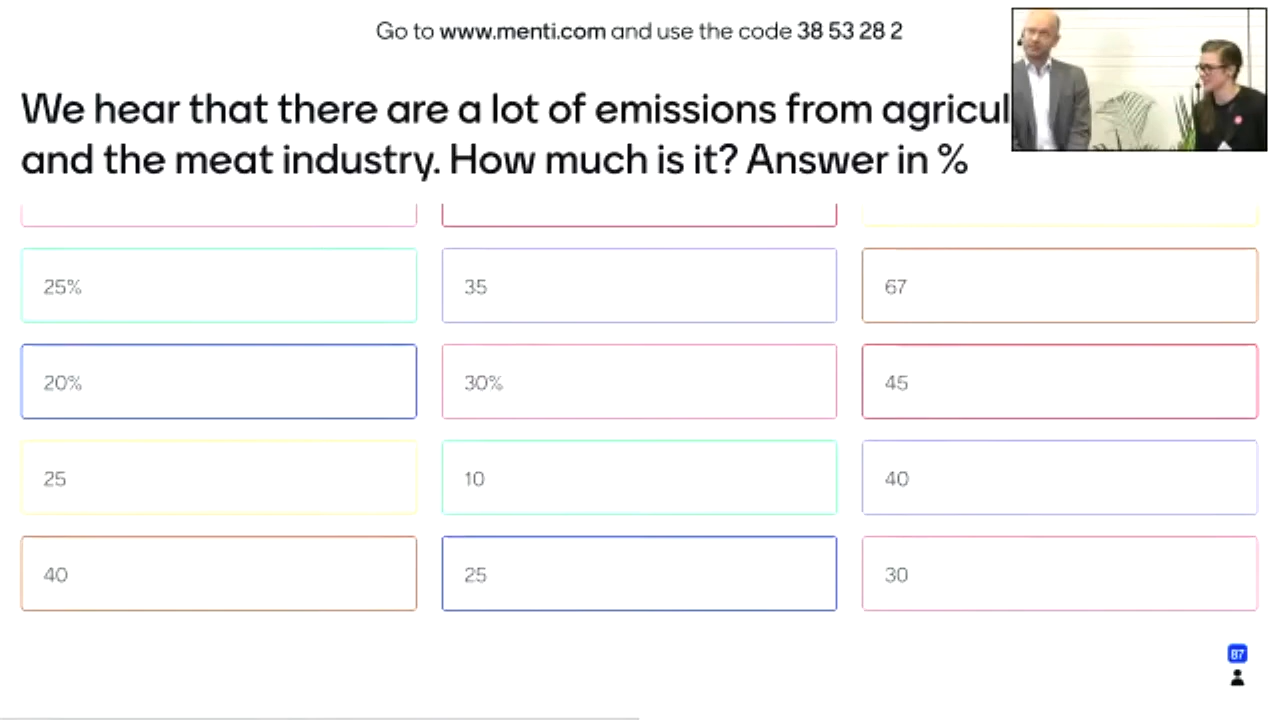 Go to www.menti.com and use the code 38 53 28 2
We hear that there are a lot of emissions from agricul
and the meat industry. How much is it? Answer in %
25% 35 67
20% 30% 45
25 10 40
40 25 30
87